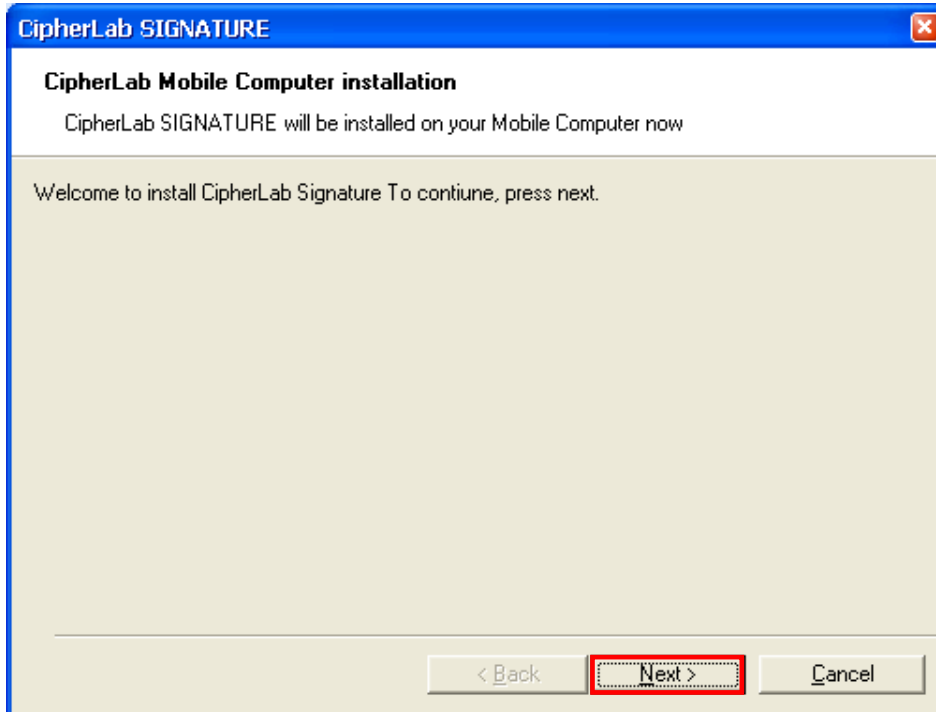 CipherLab SIGNATURE
CipherLab Mobile Computer installation
CipherLab SIGNATURE will be installed on your Mobile Computer now
Welcome to install CipherLab Signature To contiune, press next.
< Back Next > Cancel